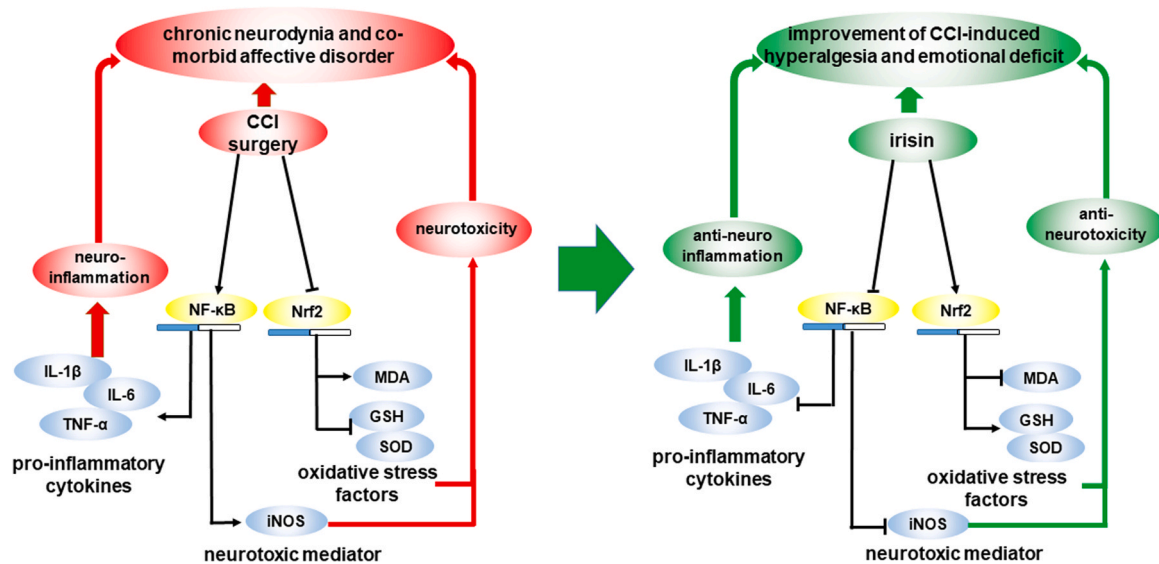 chronic neurodynia and co-
morbid affective disorder
CCI
surgery
neurotoxicity
neuro-
inflammation
NF-κB
Nrf2
IL-1β
IL-6
TNF-α
MDA
GSH
SOD
pro-inflammatory
cytokines
oxidative stress
factors
iNOS
neurotoxic mediator
improvement of CCI-induced
hyperalgesia and emotional deficit
irisin
anti-
neurotoxicity
anti-neuro
inflammation
NF-κB
Nrf2
IL-1β
IL-6
TNF-α
MDA
GSH
SOD
pro-inflammatory
cytokines
oxidative stress
factors
iNOS
neurotoxic mediator